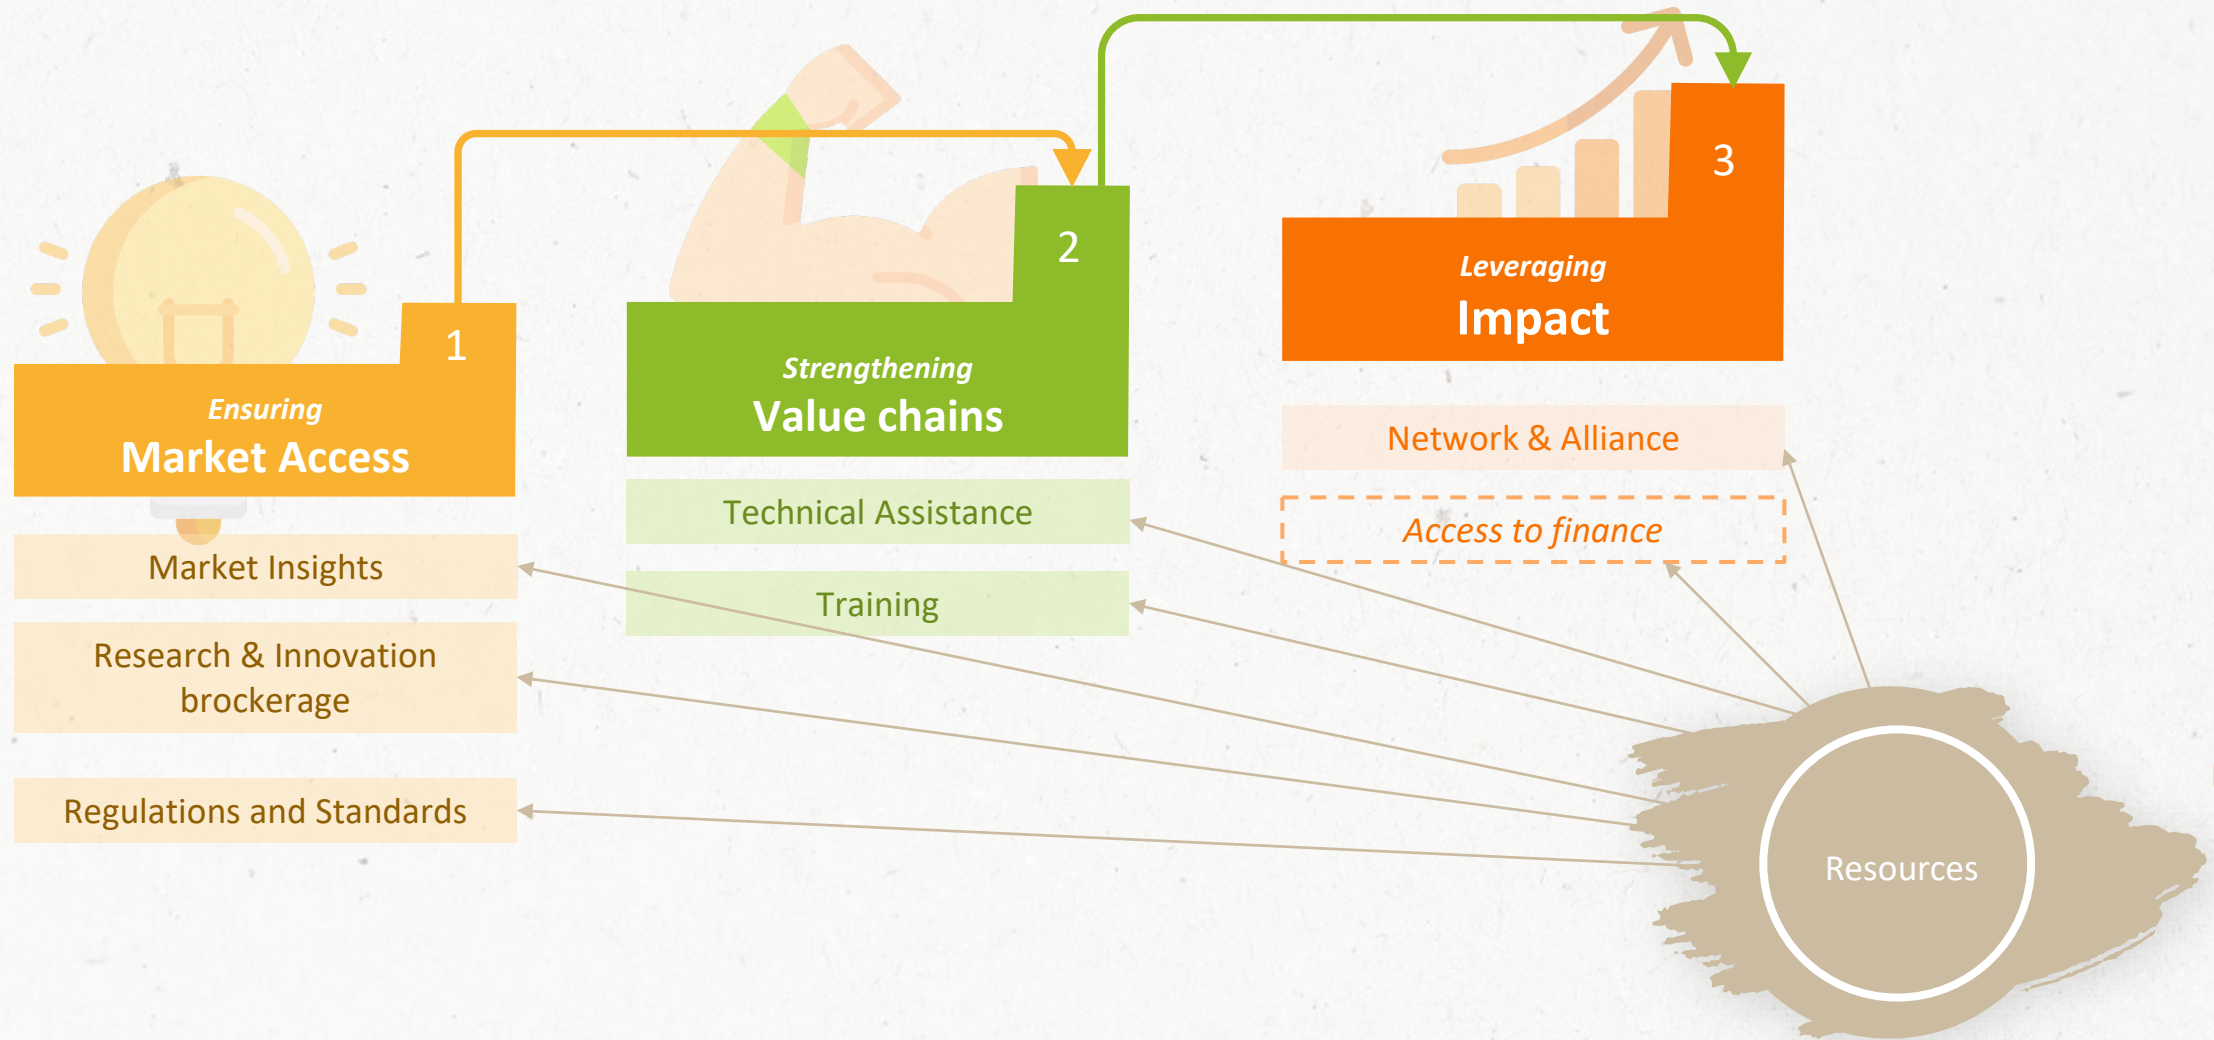 1
Ensuring
Market Access
Market Insights
Research & Innovation
brockerage
Regulations and Standards
2
Strengthening
Value chains
Technical Assistance
Training
3
Leveraging
Impact
Network & Alliance
Access to finance
Resources